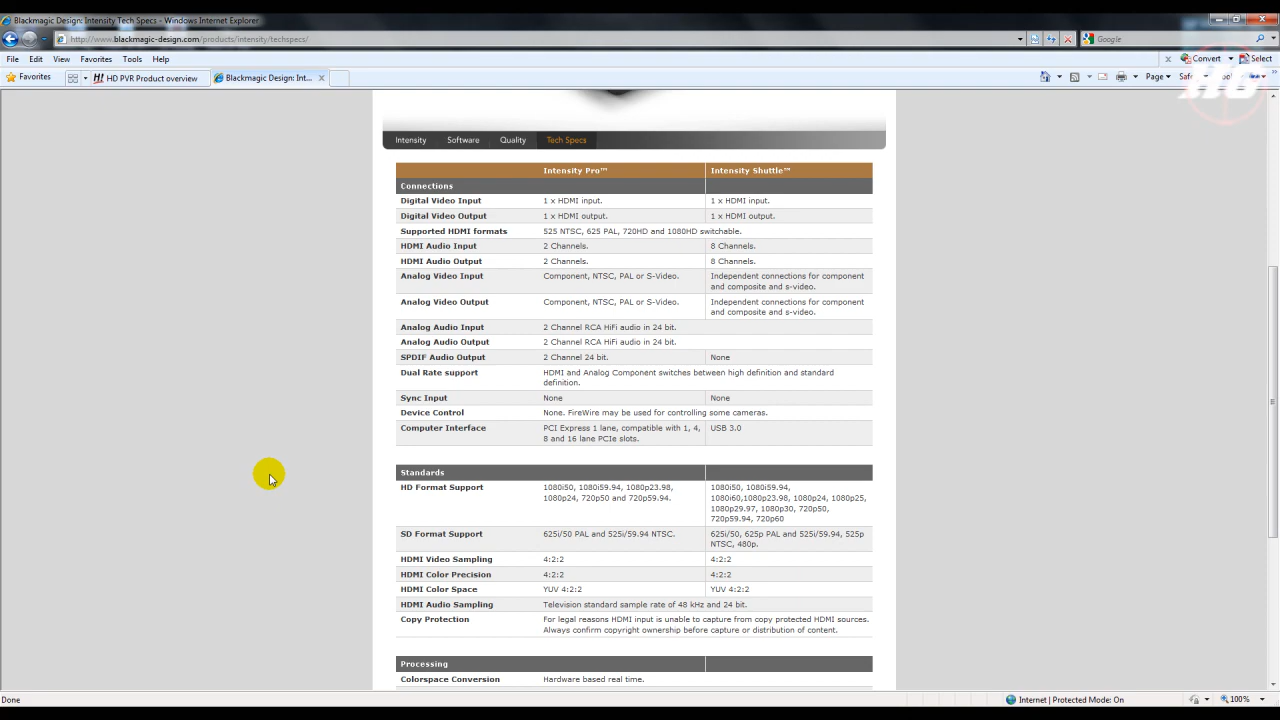 Blackmagic Design: Intensity Tech Specs - Windows Internet Explorer
http://www.blackmagic-design.com/products/intensity/techspecs/
Google
File Edit View Favorites Tools Help
Convert Select
Favorites
HD PVR Product overview
Blackmagic Design: Int...
Page
Intensity Software Quality Tech Specs
Intensity Pro™ Intensity Shuttle™
Connections
Digital Video Input 1 x HDMI input. 1 x HDMI input.
Digital Video Output 1 x HDMI output. 1 x HDMI output.
Supported HDMI formats 525 NTSC, 625 PAL, 720HD and 1080HD switchable.
HDMI Audio Input 2 Channels. 8 Channels.
HDMI Audio Output 2 Channels. 8 Channels.
Analog Video Input Component, NTSC, PAL or S-Video. Independent connections for component
and composite and s-video.
Analog Video Output Component, NTSC, PAL or S-Video. Independent connections for component
and composite and s-video.
Analog Audio Input 2 Channel RCA HiFi audio in 24 bit.
Analog Audio Output 2 Channel RCA HiFi audio in 24 bit.
SPDIF Audio Output 2 Channel 24 bit. None
Dual Rate support HDMI and Analog Component switches between high definition and standard
definition.
Sync Input None None
Device Control None. FireWire may be used for controlling some cameras.
Computer Interface PCI Express 1 lane, compatible with 1, 4, USB 3.0
8 and 16 lane PCIe slots.
Standards
HD Format Support 1080i50, 1080i59.94, 1080p23.98, 1080i50, 1080i59.94,
1080p24, 720p50 and 720p59.94. 1080i60,1080p23.98, 1080p24, 1080p25,
1080p29.97, 1080p30, 720p50,
720p59.94, 720p60
SD Format Support 625i/50 PAL and 525i/59.94 NTSC. 625i/50, 625p PAL and 525i/59.94, 525p
NTSC, 480p.
HDMI Video Sampling 4:2:2 4:2:2
HDMI Color Precision 4:2:2 4:2:2
HDMI Color Space YUV 4:2:2 YUV 4:2:2
HDMI Audio Sampling Television standard sample rate of 48 kHz and 24 bit.
Copy Protection For legal reasons HDMI input is unable to capture from copy protected HDMI sources.
Always confirm copyright ownership before capture or distribution of content.
Processing
Colorspace Conversion Hardware based real time.
Done Internet | Protected Mode: On 100%